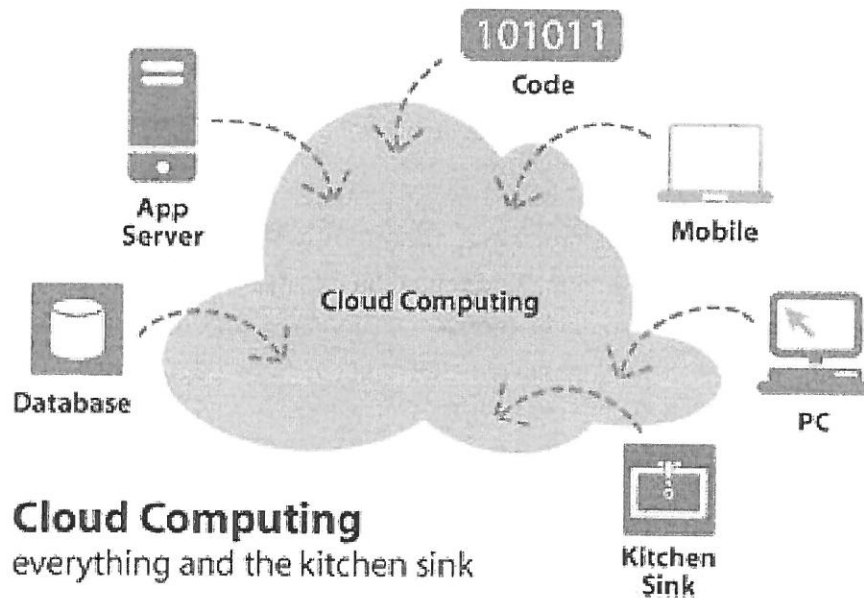 101011
Code
App
Server
Mobile
Cloud Computing
Database
PC
Kitchen
Sink
Cloud Computing
everything and the kitchen sink